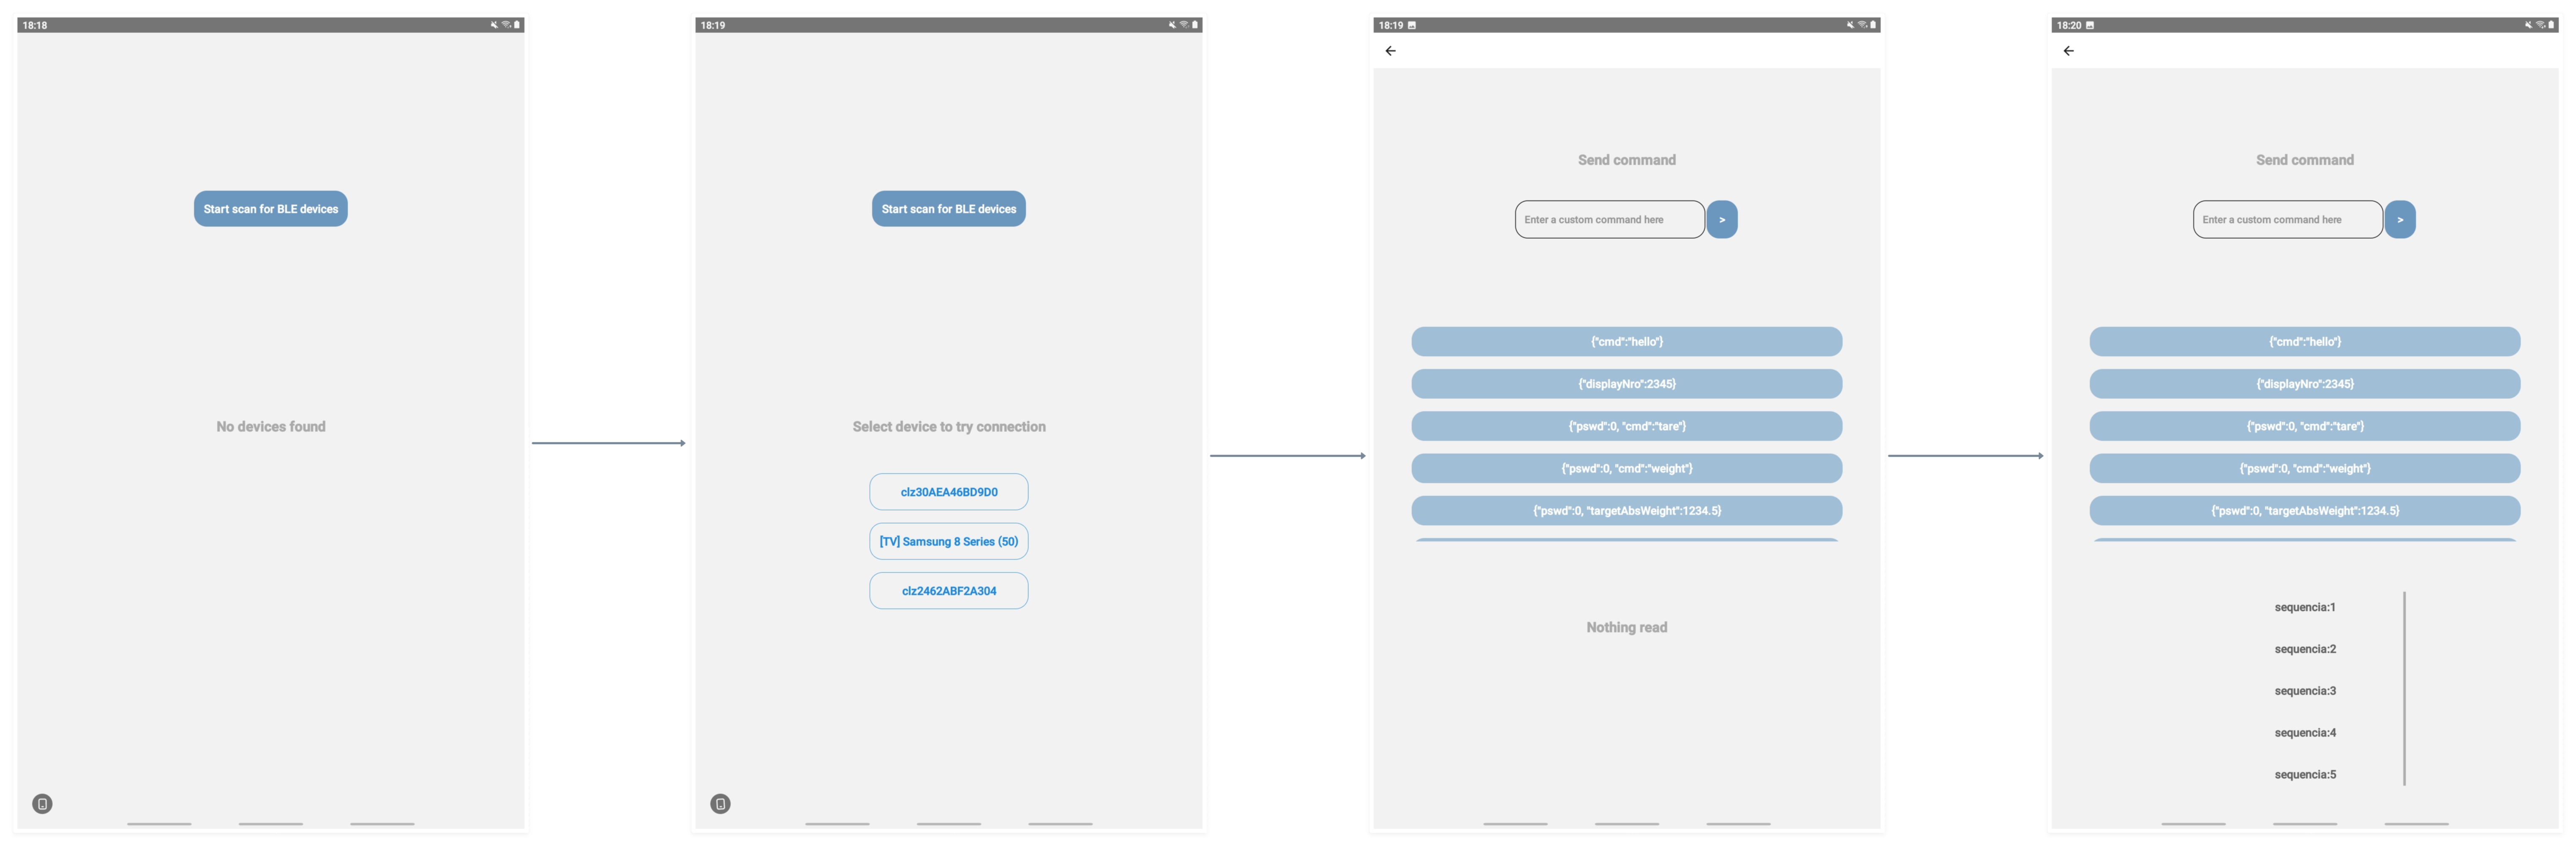 18:18
Start scan for BLE devices
No devices found
18:19
Start scan for BLE devices
Select device to try connection
clz30AEA46BD9D0
[TV] Samsung 8 Series (50)
clz2462ABF2A304
18:19
Send command
Enter a custom command here
>
{"cmd":"hello"}
{"displayNro":2345}
{"pswd":0, "cmd":"tare"}
{"pswd":0, "cmd":"weight"}
{"pswd":0, "targetAbsWeight":1234.5}
Nothing read
18:20
Send command
Enter a custom command here
>
{"cmd":"hello"}
{"displayNro":2345}
{"pswd":0, "cmd":"tare"}
{"pswd":0, "cmd":"weight"}
{"pswd":0, "targetAbsWeight":1234.5}
sequencia:1
sequencia:2
sequencia:3
sequencia:4
sequencia:5